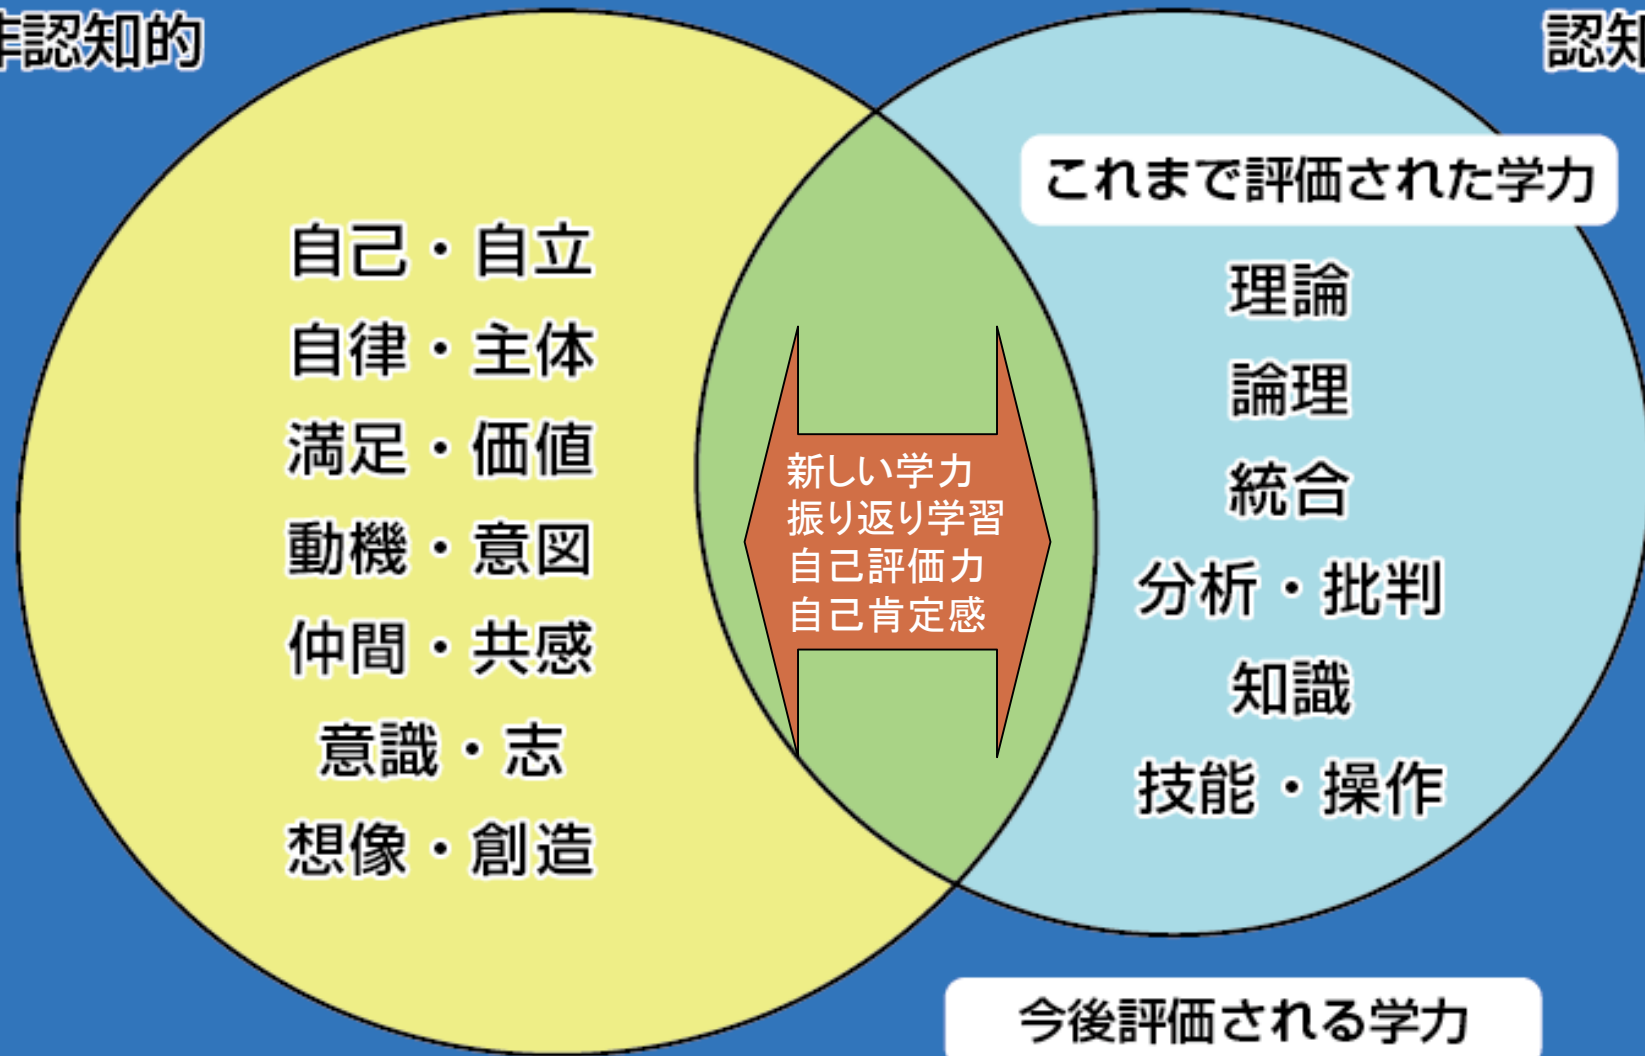 非認知的
認知
これまで評価された学力
自己・自立
自律・主体
満足・価値
動機・意図
仲間・共感
意識・志
想像・創造
新しい学力
振り返り学習
自己評価力
自己肯定感
理論
論理
統合
分析・批判
知識
技能・操作
今後評価される学力